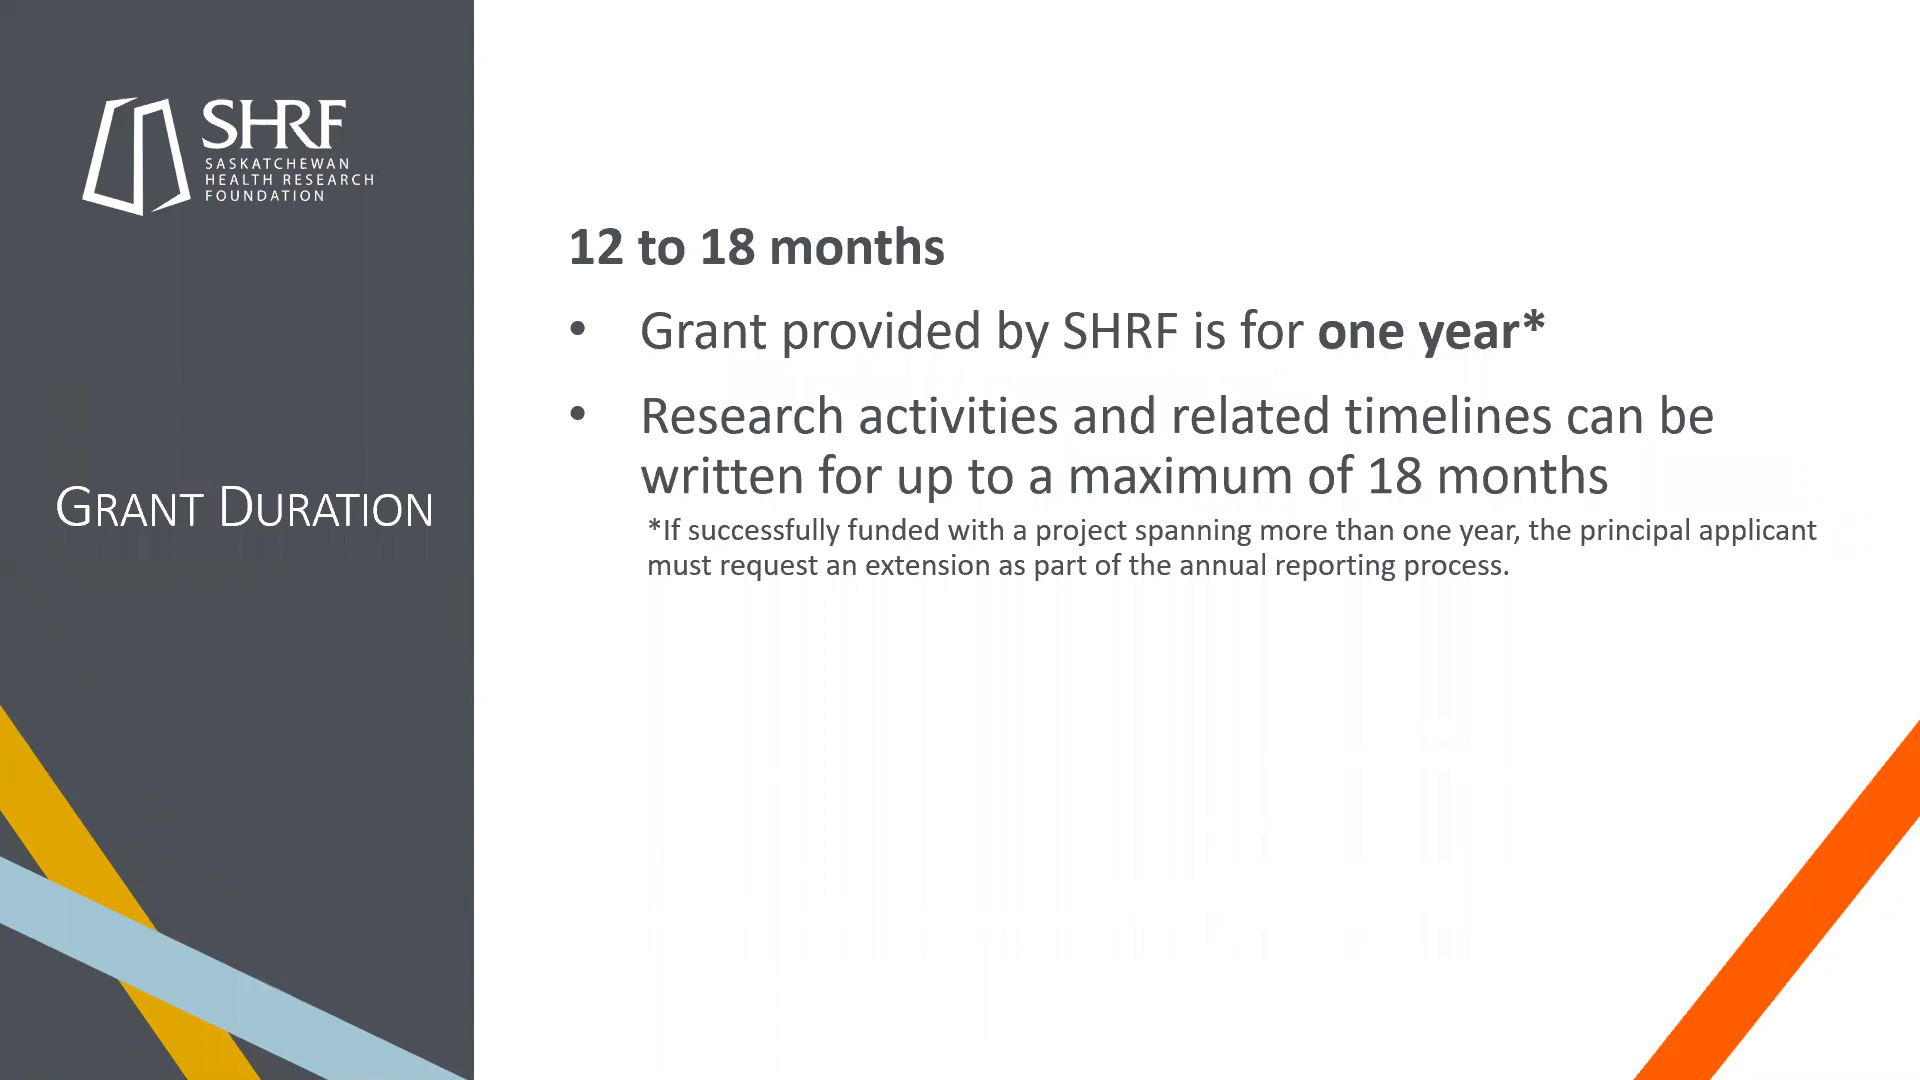 SHRF
SASKATCHEWAN
HEALTH RESEARCH
FOUNDATION
GRANT DURATION
12 to 18 months
• Grant provided by SHRF is for one year*
• Research activities and related timelines can be
written for up to a maximum of 18 months
*If successfully funded with a project spanning more than one year, the principal applicant
must request an extension as part of the annual reporting process.